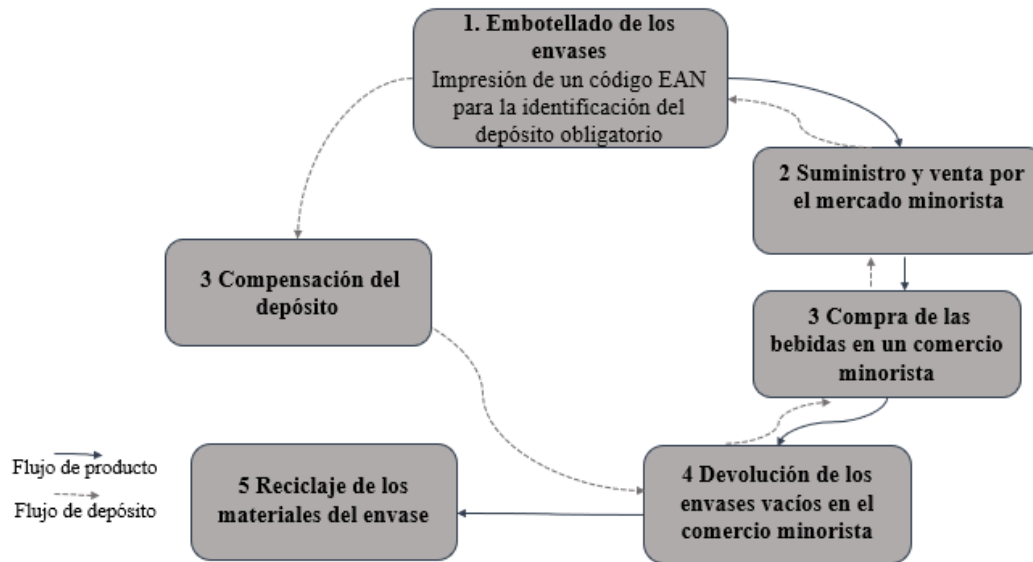 1. Embotellado de los
envases
Impresión de un código EAN
para la identificación del
depósito obligatorio
2 Suministro y venta por
el mercado minorista
3 Compensación del
depósito
3 Compra de las
bebidas en un comercio
minorista
Flujo de producto
Flujo de depósito
5 Reciclaje de los
materiales del envase
4 Devolución de los
envases vacíos en el
comercio minorista